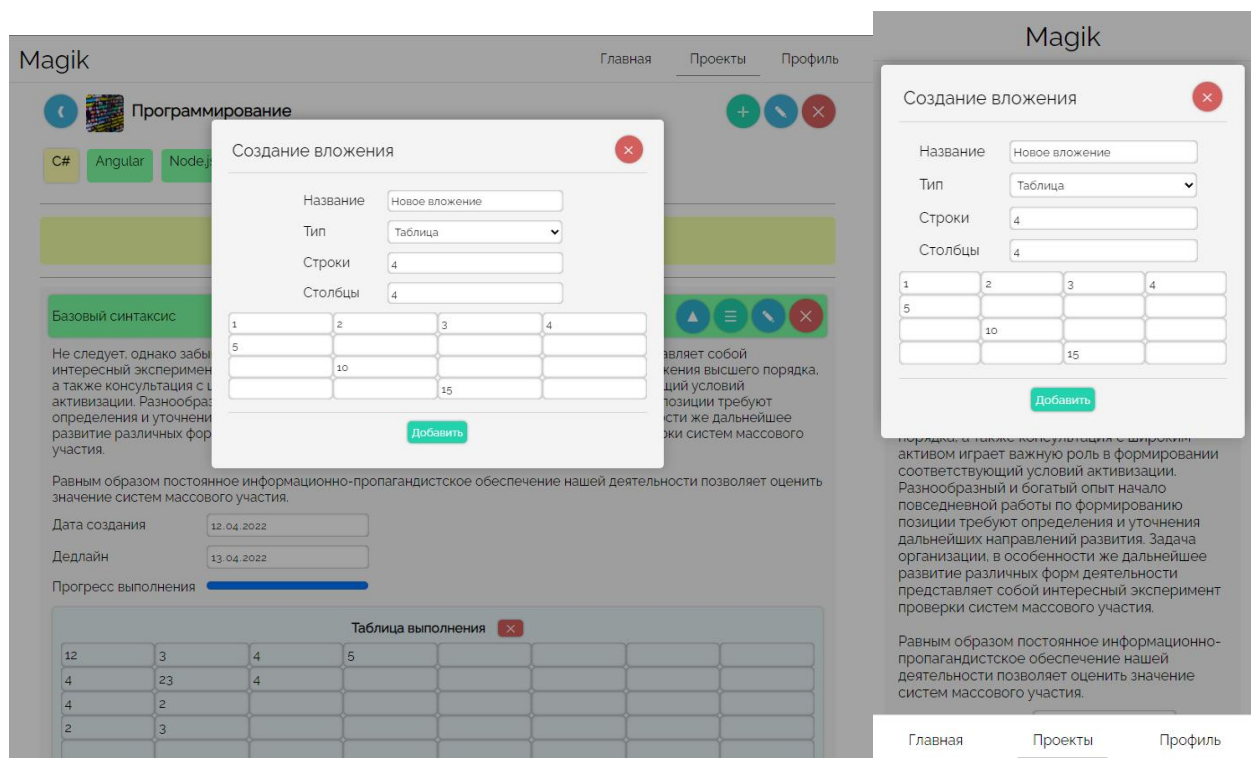 Magik
Главная Проекты Профиль
Программирование
C# Angular Node.js
Создание вложения
Название Новое вложение
Тип Таблица
Строки 4
Столбцы 4
1 2 3 4
5
10
15
Добавить
Базовый синтаксис
Не следует, однако забы авляет собой
интересный эксперимен жения высшего порядка,
а также консультация с ций условий
активизации. Разнообра позиции требуют
определения и уточнени сти же дальнейшее
развитие различных фор рки систем массового
участия.
Равным образом постоянное информационно-пропагандистское обеспечение нашей деятельности позволяет оценить
значение систем массового участия.
Дата создания 12.04.2022
Дедлайн 13.04.2022
Прогресс выполнения
Таблица выполнения
12 3 4 5
4 23 4
4 2
2 3
Magik
Создание вложения
Название Новое вложение
Тип Таблица
Строки 4
Столбцы 4
1 2 3 4
5
10
15
Добавить
порядка, а также консультация с широким
активом играет важную роль в формировании
соответствующий условий активизации.
Разнообразный и богатый опыт начало
повседневной работы по формированию
позиции требуют определения и уточнения
дальнейших направлений развития. Задача
организации, в особенности же дальнейшее
развитие различных форм деятельности
представляет собой интересный эксперимент
проверки систем массового участия.
Равным образом постоянное информационно-
пропагандистское обеспечение нашей
деятельности позволяет оценить значение
систем массового участия.
Главная Проекты Профиль